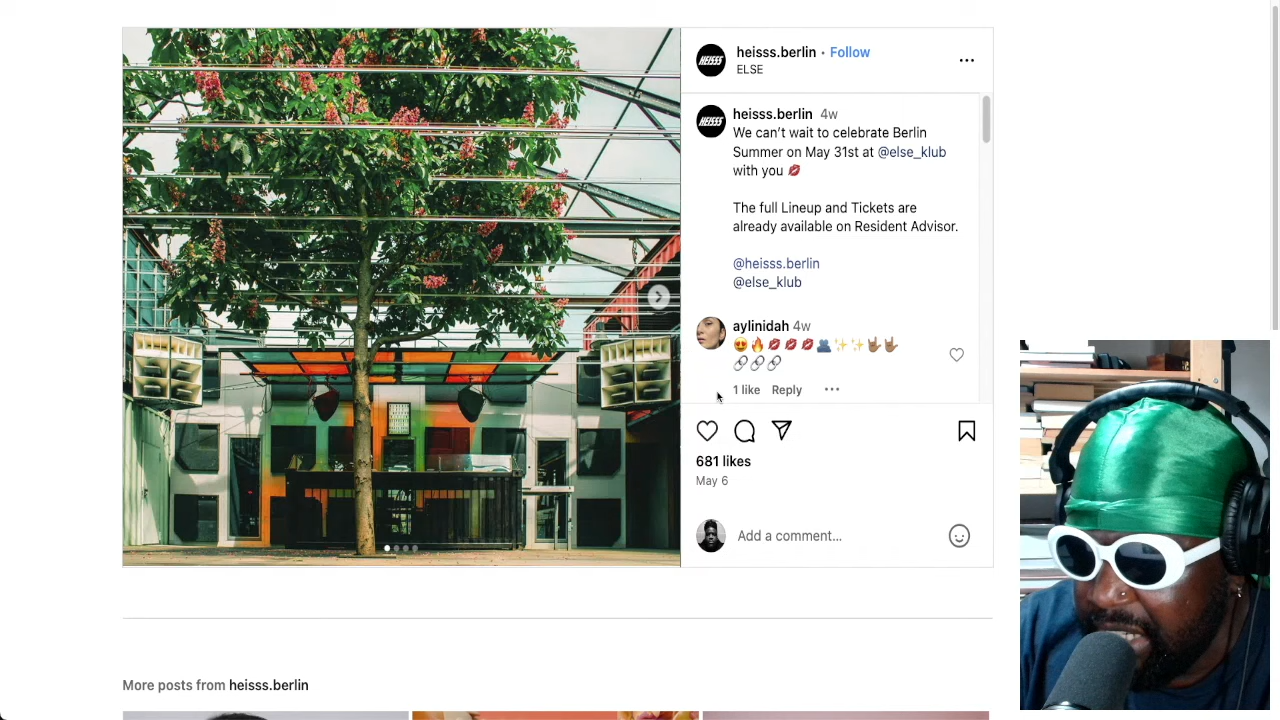 heisss.berlin • Follow
ELSE
HEISSS
HEISSS
heisss.berlin 4w
We can’t wait to celebrate Berlin
Summer on May 31st at @else_klub
with you 💋
The full Lineup and Tickets are
already available on Resident Advisor.
@heisss.berlin
@else_klub
aylinidah 4w
😍🔥💋💋💋🫂✨✨🤟🏽🤟🏽
🔗🔗🔗
1 like Reply
681 likes
May 6
Add a comment...
More posts from heisss.berlin